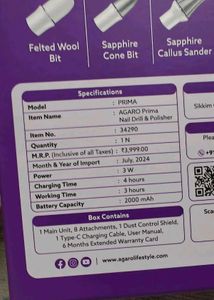 Felted Wool
Bit
Sapphire
Cone Bit
Sapphire
Callus Sander
Specifications
Model : PRIMA
Item Name : AGARO Prima
Nail Drill & Polisher
Item No. : 34290
Quantity : 1 N
M.R.P. (Inclusive of all Taxes) : ₹3,999.00
Month & Year of Import : July, 2024
Power : 3 W
Charging Time : 4 hours
Working Time : 3 hours
Battery Capacity : 2000 mAh
Box Contains
1 Main Unit, 8 Attachments, 1 Dust Control Shield,
1 Type-C Charging Cable, User Manual,
6 Months Extended Warranty Card
www.agarolifestyle.com
Sikkim
Plea
+9
Sca